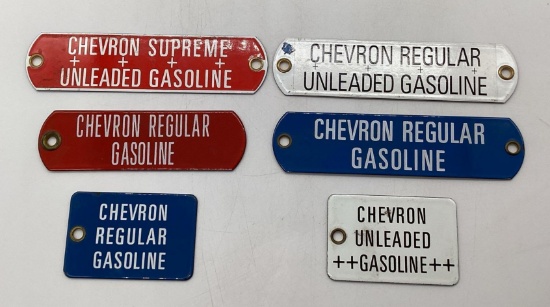 CHEVRON SUPREME
+ + + +
UNLEADED GASOLINE
CHEVRON REGULAR
+ + + +
UNLEADED GASOLINE
CHEVRON REGULAR
GASOLINE
CHEVRON REGULAR
GASOLINE
CHEVRON
REGULAR
GASOLINE
CHEVRON
UNLEADED
++GASOLINE++